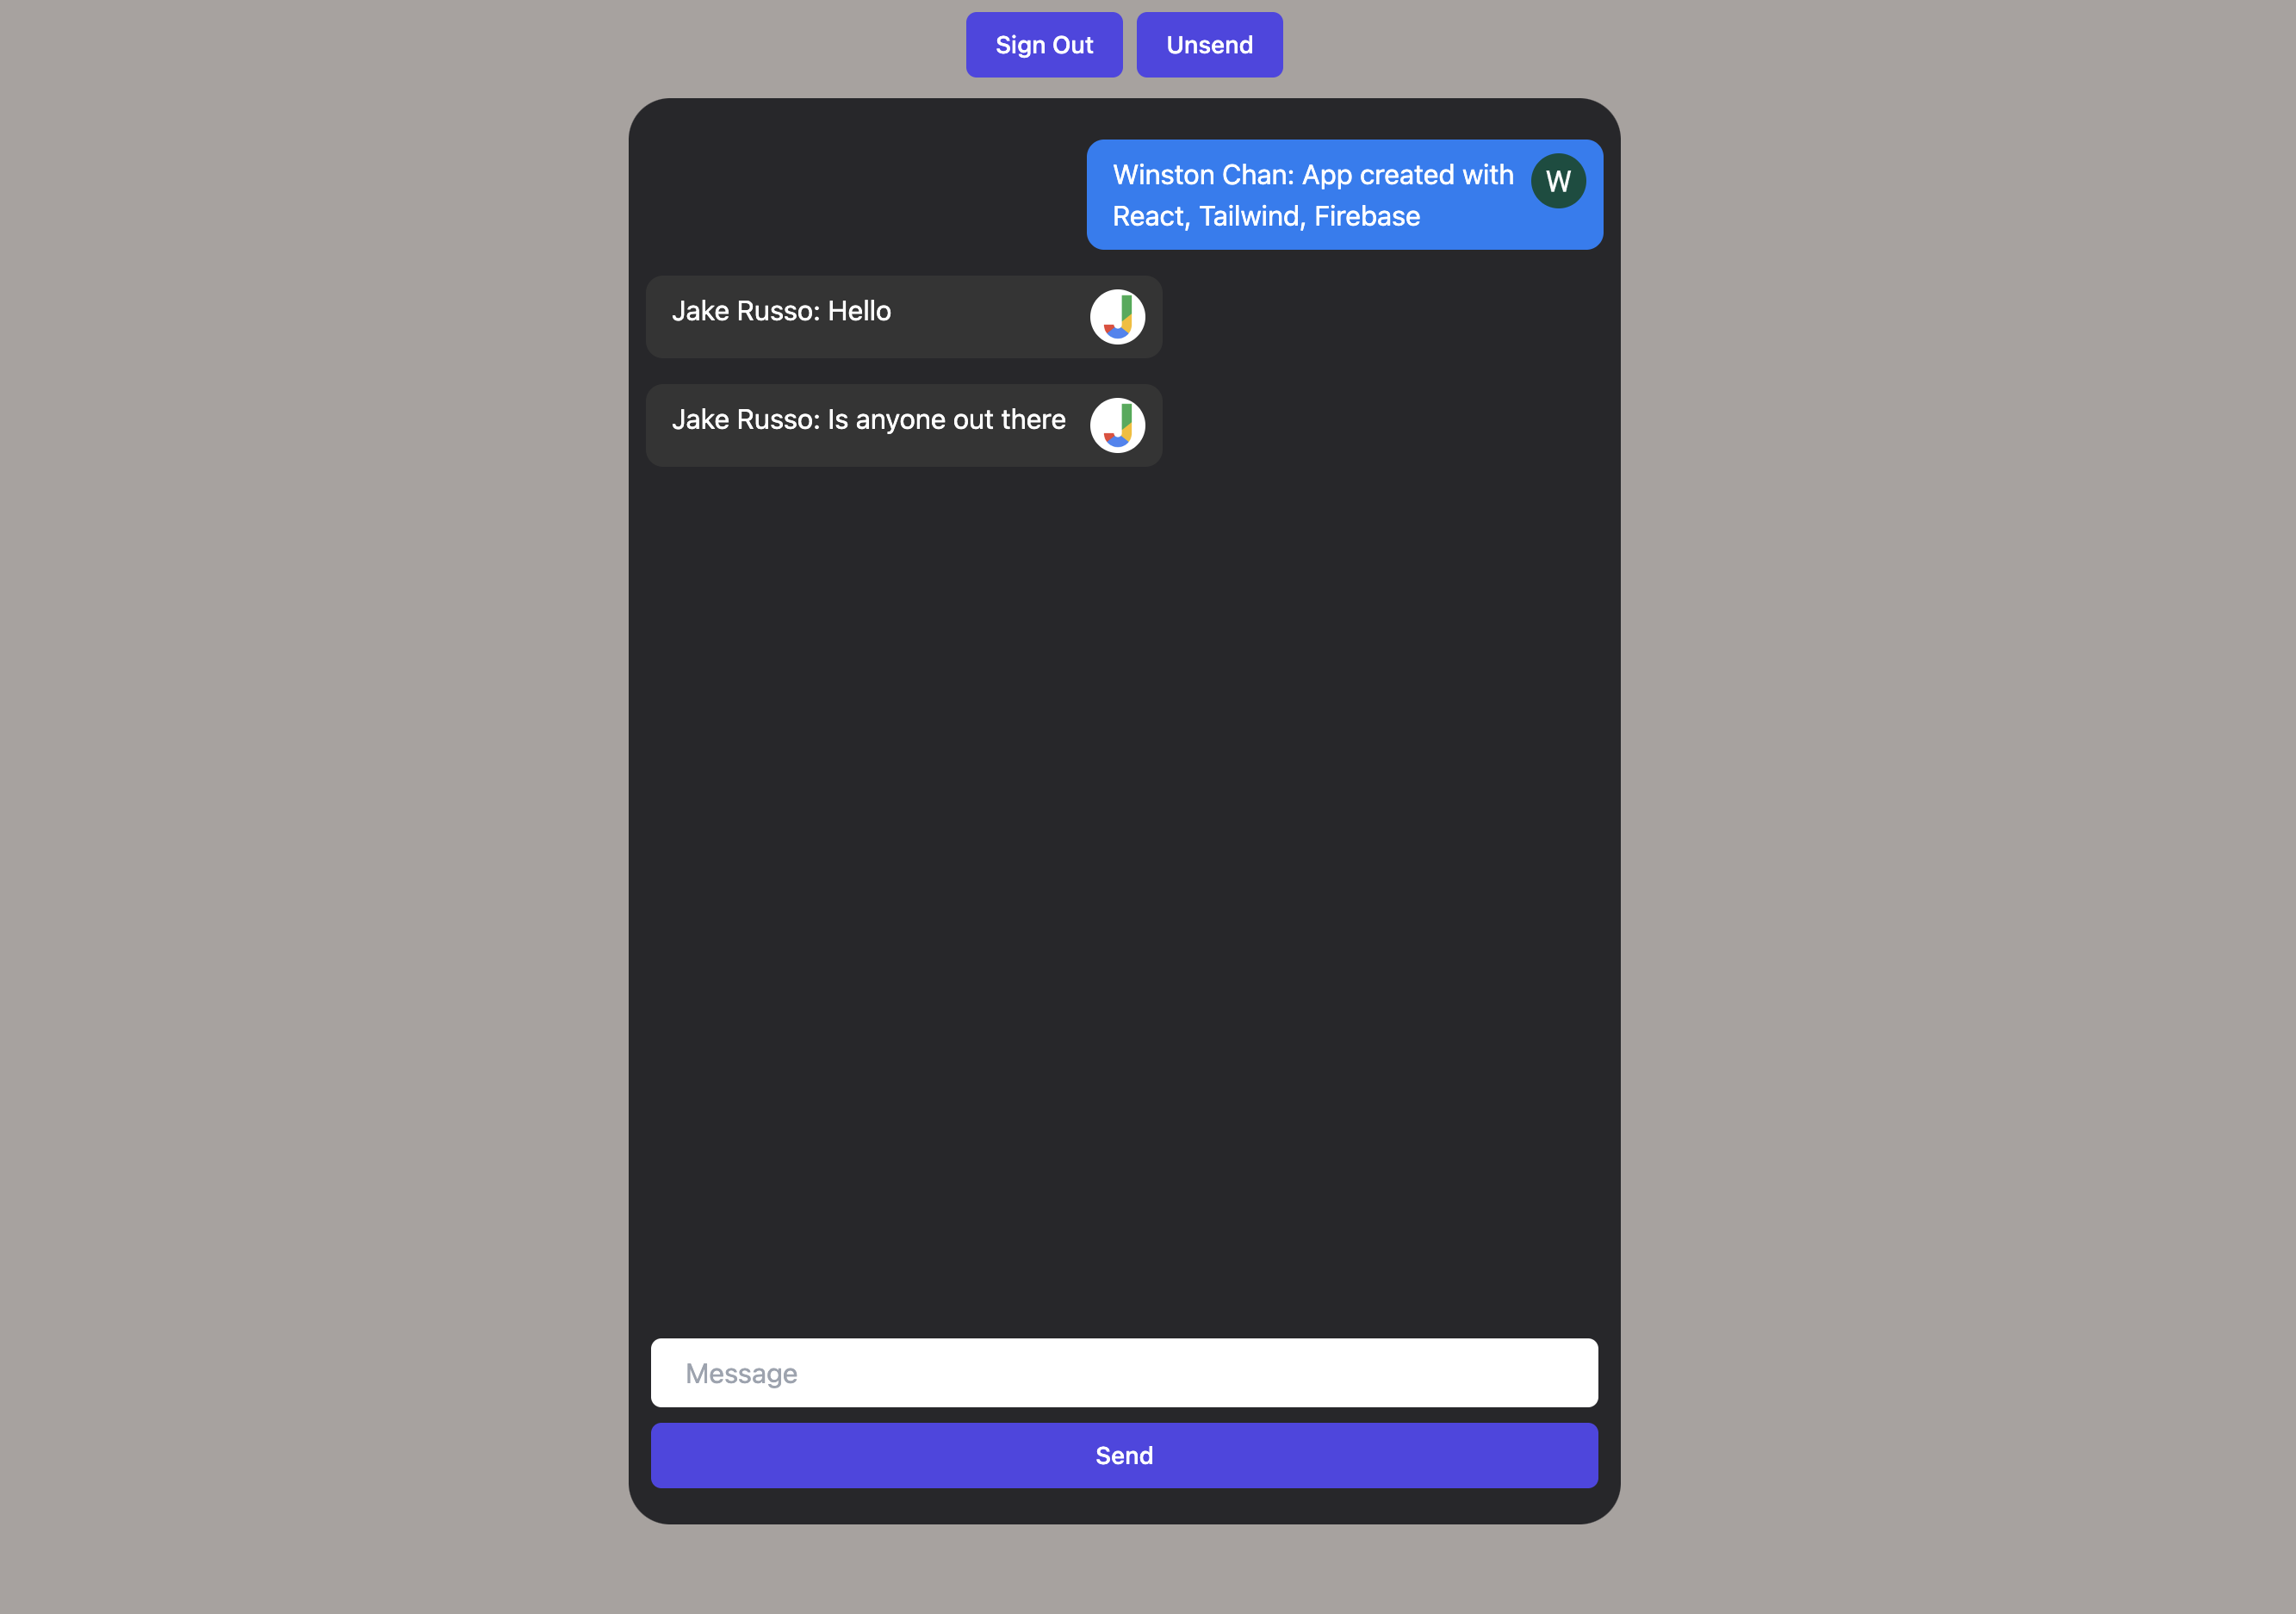 Sign Out
Unsend
Winston Chan: App created with
React, Tailwind, Firebase
W
Jake Russo: Hello
J
Jake Russo: Is anyone out there
J
Message
Send